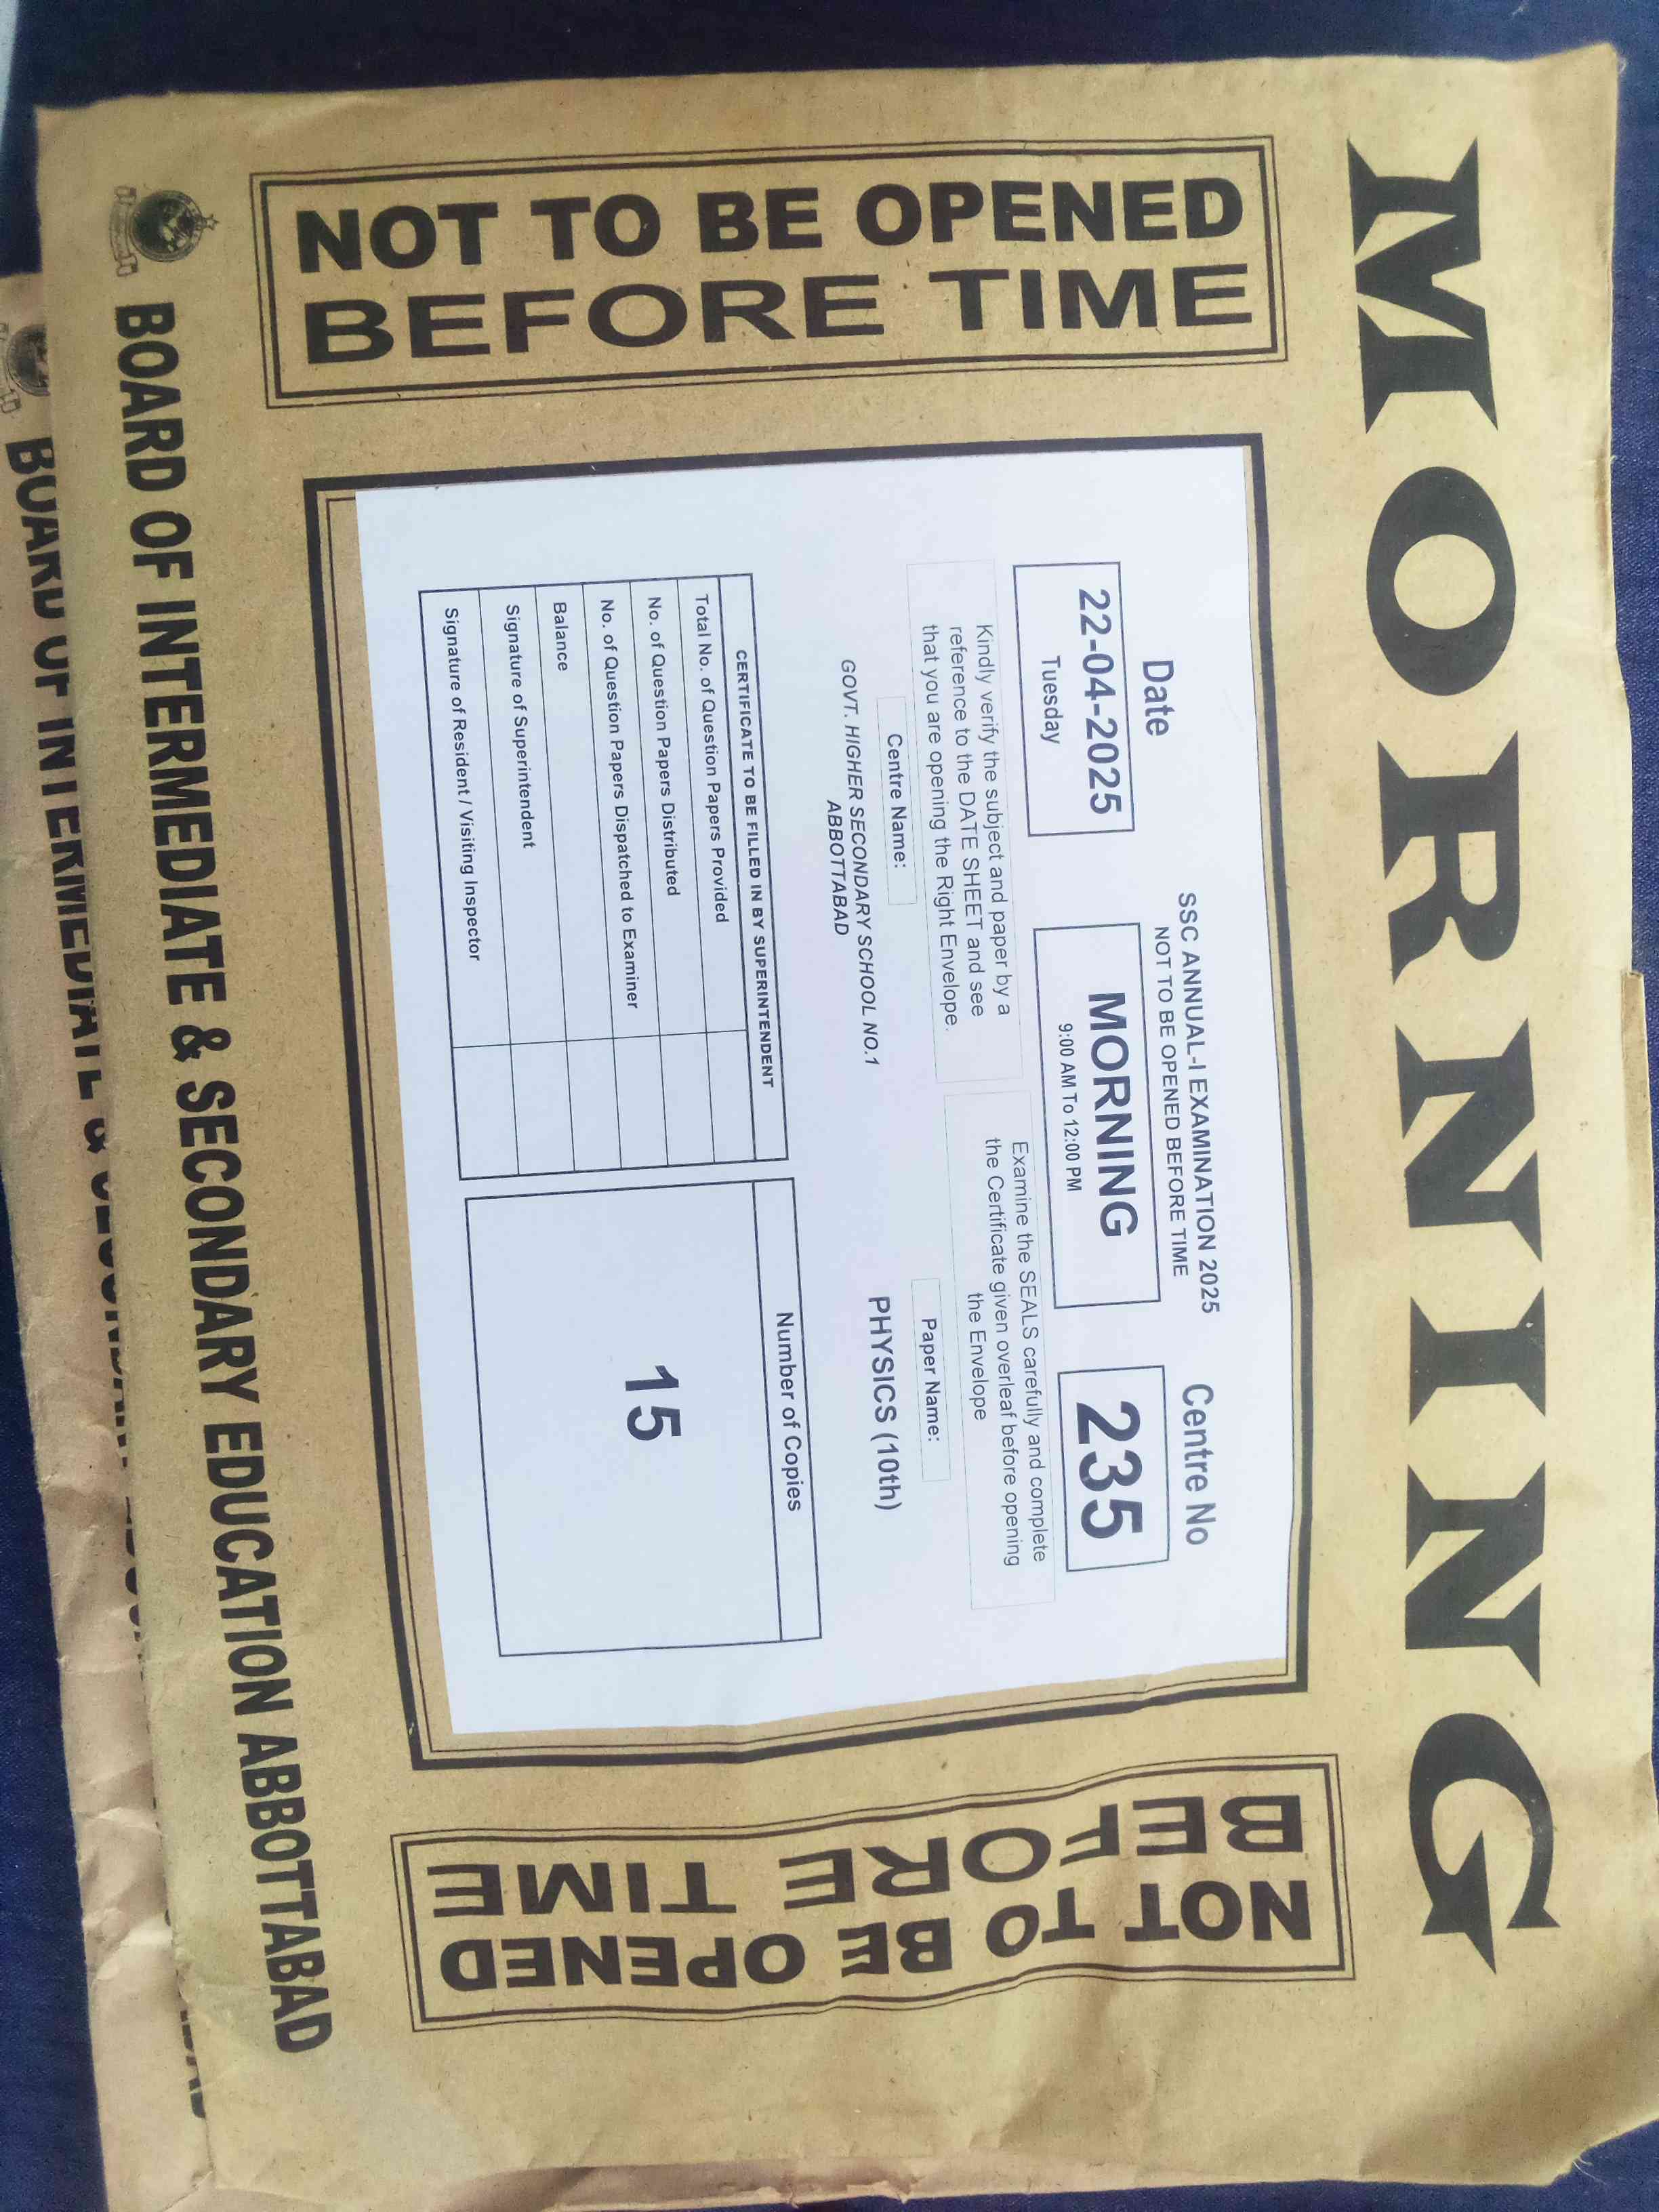 MORNING
NOT TO BE OPENED
BEFORE TIME
Date
SSC ANNUAL-I EXAMINATION 2025
NOT TO BE OPENED BEFORE TIME
Centre No
22-04-2025
Tuesday
MORNING
9:00 AM To 12:00 PM
235
Kindly verify the subject and paper by a
reference to the DATE SHEET and see
that you are opening the Right Envelope.
Examine the SEALS carefully and complete
the Certificate given overleaf before opening
the Envelope
Centre Name:
GOVT. HIGHER SECONDARY SCHOOL NO.1
ABBOTTABAD
Paper Name:
PHYSICS (10th)
CERTIFICATE TO BE FILLED IN BY SUPERINTENDENT
Total No. of Question Papers Provided
No. of Question Papers Distributed
No. of Question Papers Dispatched to Examiner
Balance
Signature of Superintendent
Signature of Resident / Visiting Inspector
Number of Copies
15
NOT TO BE OPENED
BEFORE TIME
BOARD OF INTERMEDIATE & SECONDARY EDUCATION ABBOTTABAD
BOARD OF INTERMEDIATE &